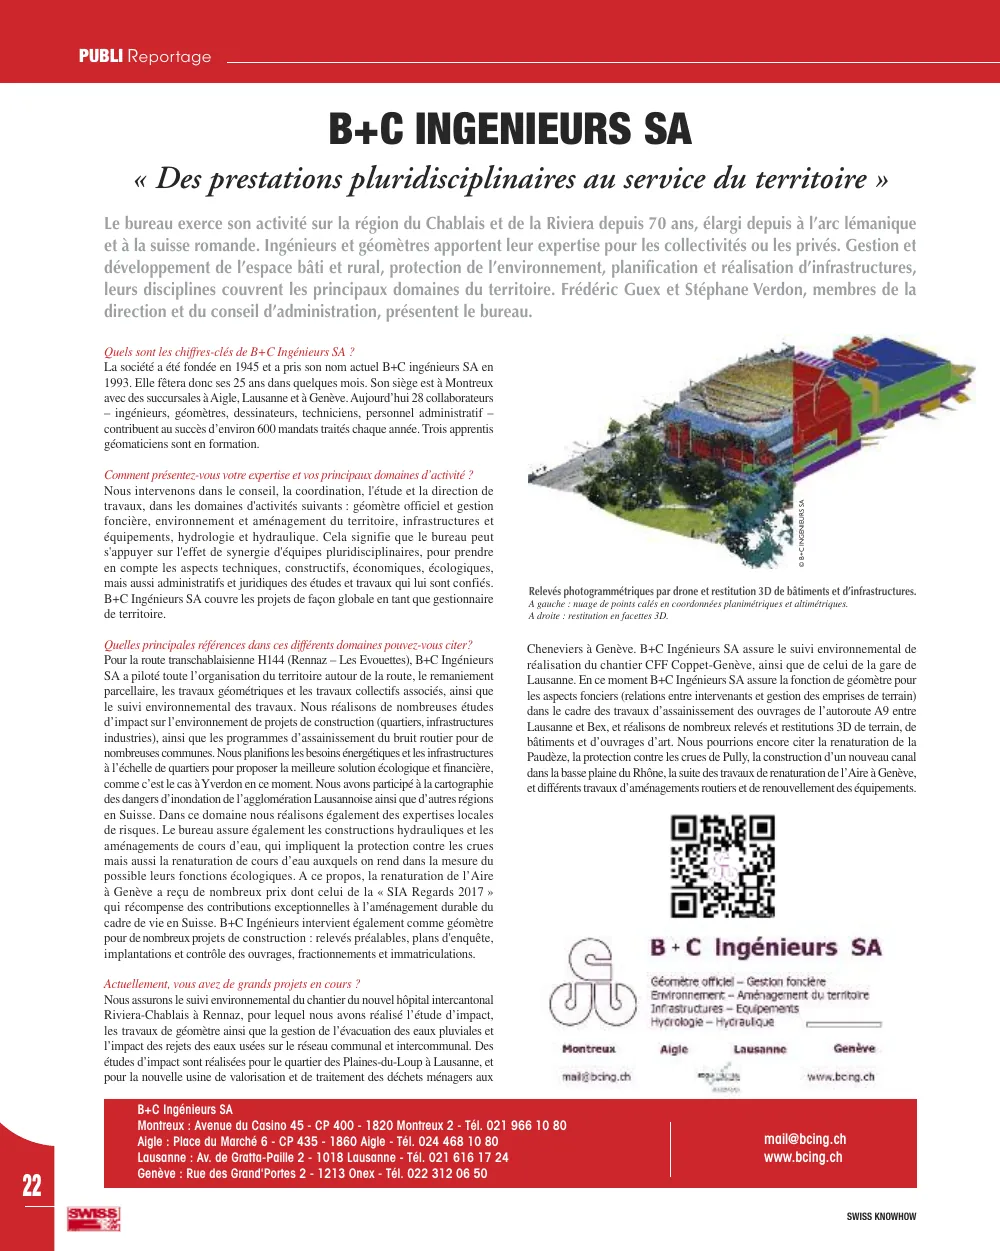 PUBLI Reportage
B+C INGENIEURS SA
« Des prestations pluridisciplinaires au service du territoire »
Le bureau exerce son activité sur la région du Chablais et de la Riviera depuis 70 ans, élargi depuis à l’arc lémanique
et à la suisse romande. Ingénieurs et géomètres apportent leur expertise pour les collectivités ou les privés. Gestion et
développement de l’espace bâti et rural, protection de l’environnement, planification et réalisation d’infrastructures,
leurs disciplines couvrent les principaux domaines du territoire. Frédéric Guex et Stéphane Verdon, membres de la
direction et du conseil d’administration, présentent le bureau.
Quels sont les chiffres-clés de B+C Ingénieurs SA ?
La société a été fondée en 1945 et a pris son nom actuel B+C ingénieurs SA en
1993. Elle fêtera donc ses 25 ans dans quelques mois. Son siège est à Montreux
avec des succursales à Aigle, Lausanne et à Genève. Aujourd’hui 28 collaborateurs
– ingénieurs, géomètres, dessinateurs, techniciens, personnel administratif –
contribuent au succès d’environ 600 mandats traités chaque année. Trois apprentis
géomaticiens sont en formation.
Comment présentez-vous votre expertise et vos principaux domaines d’activité ?
Nous intervenons dans le conseil, la coordination, l'étude et la direction de
travaux, dans les domaines d'activités suivants : géomètre officiel et gestion
foncière, environnement et aménagement du territoire, infrastructures et
équipements, hydrologie et hydraulique. Cela signifie que le bureau peut
s'appuyer sur l'effet de synergie d'équipes pluridisciplinaires, pour prendre
en compte les aspects techniques, constructifs, économiques, écologiques,
mais aussi administratifs et juridiques des études et travaux qui lui sont confiés.
B+C Ingénieurs SA couvre les projets de façon globale en tant que gestionnaire
de territoire.
Quelles principales références dans ces différents domaines pouvez-vous citer?
Pour la route transchablaisienne H144 (Rennaz – Les Evouettes), B+C Ingénieurs
SA a piloté toute l’organisation du territoire autour de la route, le remaniement
parcellaire, les travaux géométriques et les travaux collectifs associés, ainsi que
le suivi environnemental des travaux. Nous réalisons de nombreuses études
d’impact sur l’environnement de projets de construction (quartiers, infrastructures
industries), ainsi que les programmes d’assainissement du bruit routier pour de
nombreuses communes. Nous planifions les besoins énergétiques et les infrastructures
à l’échelle de quartiers pour proposer la meilleure solution écologique et financière,
comme c’est le cas à Yverdon en ce moment. Nous avons participé à la cartographie
des dangers d’inondation de l’agglomération Lausannoise ainsi que d’autres régions
en Suisse. Dans ce domaine nous réalisons également des expertises locales
de risques. Le bureau assure également les constructions hydrauliques et les
aménagements de cours d’eau, qui impliquent la protection contre les crues
mais aussi la renaturation de cours d’eau auxquels on rend dans la mesure du
possible leurs fonctions écologiques. A ce propos, la renaturation de l’Aire
à Genève a reçu de nombreux prix dont celui de la « SIA Regards 2017 »
qui récompense des contributions exceptionnelles à l’aménagement durable du
cadre de vie en Suisse. B+C Ingénieurs intervient également comme géomètre
pour de nombreux projets de construction : relevés préalables, plans d'enquête,
implantations et contrôle des ouvrages, fractionnements et immatriculations.
Actuellement, vous avez de grands projets en cours ?
Nous assurons le suivi environnemental du chantier du nouvel hôpital intercantonal
Riviera-Chablais à Rennaz, pour lequel nous avons réalisé l’étude d’impact,
les travaux de géomètre ainsi que la gestion de l’évacuation des eaux pluviales et
l’impact des rejets des eaux usées sur le réseau communal et intercommunal. Des
études d’impact sont réalisées pour le quartier des Plaines-du-Loup à Lausanne, et
pour la nouvelle usine de valorisation et de traitement des déchets ménagers aux
© B+C INGENIEURS SA
Relevés photogrammétriques par drone et restitution 3D de bâtiments et d’infrastructures.
A gauche : nuage de points calés en coordonnées planimétriques et altimétriques.
A droite : restitution en facettes 3D.
Cheneviers à Genève. B+C Ingénieurs SA assure le suivi environnemental de
réalisation du chantier CFF Coppet-Genève, ainsi que de celui de la gare de
Lausanne. En ce moment B+C Ingénieurs SA assure la fonction de géomètre pour
les aspects fonciers (relations entre intervenants et gestion des emprises de terrain)
dans le cadre des travaux d’assainissement des ouvrages de l’autoroute A9 entre
Lausanne et Bex, et réalisons de nombreux relevés et restitutions 3D de terrain, de
bâtiments et d’ouvrages d’art. Nous pourrions encore citer la renaturation de la
Paudèze, la protection contre les crues de Pully, la construction d’un nouveau canal
dans la basse plaine du Rhône, la suite des travaux de renaturation de l’Aire à Genève,
et différents travaux d’aménagements routiers et de renouvellement des équipements.
B + C Ingénieurs SA
Géomètre officiel – Gestion foncière
Environnement – Aménagement du territoire
Infrastructures – Equipements
Hydrologie – Hydraulique
Montreux Aigle Lausanne Genève
mail@bcing.ch www.bcing.ch
B+C Ingénieurs SA
Montreux : Avenue du Casino 45 - CP 400 - 1820 Montreux 2 - Tél. 021 966 10 80
Aigle : Place du Marché 6 - CP 435 - 1860 Aigle - Tél. 024 468 10 80
Lausanne : Av. de Gratta-Paille 2 - 1018 Lausanne - Tél. 021 616 17 24
Genève : Rue des Grand'Portes 2 - 1213 Onex - Tél. 022 312 06 50
mail@bcing.ch
www.bcing.ch
22
SWISS
SWISS KNOWHOW